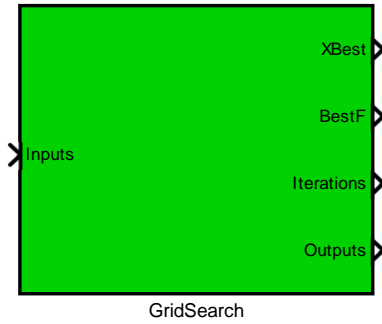 XBest
BestF
Inputs
Iterations
Outputs
GridSearch